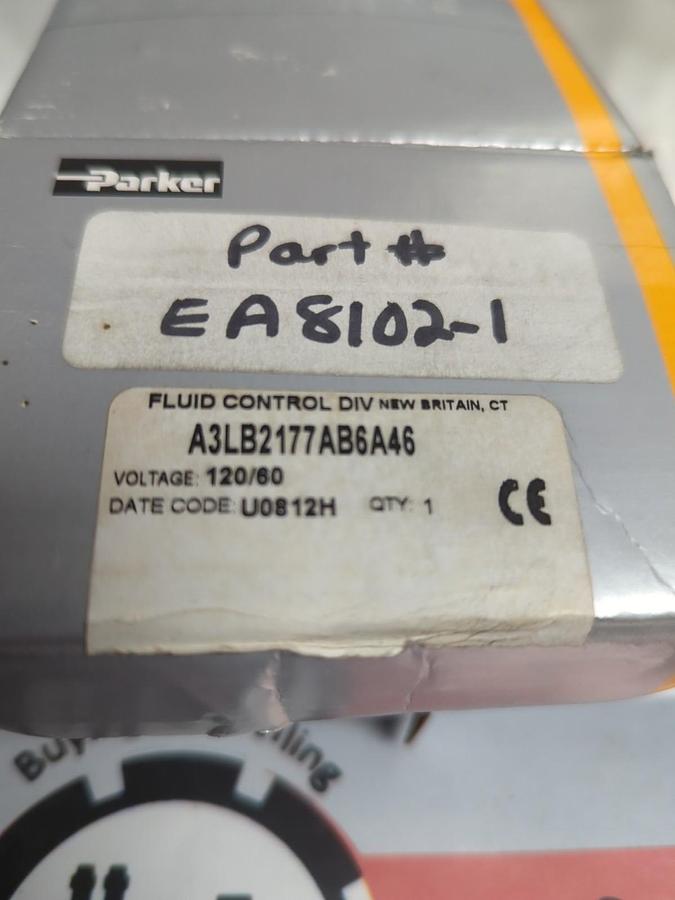 Parker
Part #
EA8102-1
FLUID CONTROL DIV NEW BRITAIN, CT
A3LB2177AB6A46
VOLTAGE: 120/60
DATE CODE: U0812H QTY: 1
CE